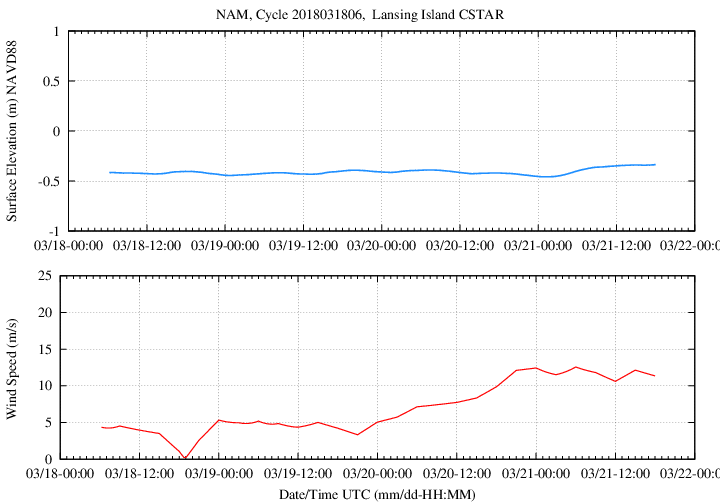 NAM, Cycle 2018031806,  Lansing Island CSTAR
Surface Elevation (m) NAVD88
1
0.5
0
-0.5
-1
03/18-00:00 03/18-12:00 03/19-00:00 03/19-12:00 03/20-00:00 03/20-12:00 03/21-00:00 03/21-12:00 03/22-00:0
Wind Speed (m/s)
25
20
15
10
5
0
03/18-00:00 03/18-12:00 03/19-00:00 03/19-12:00 03/20-00:00 03/20-12:00 03/21-00:00 03/21-12:00 03/22-00:0
Date/Time UTC (mm/dd-HH:MM)